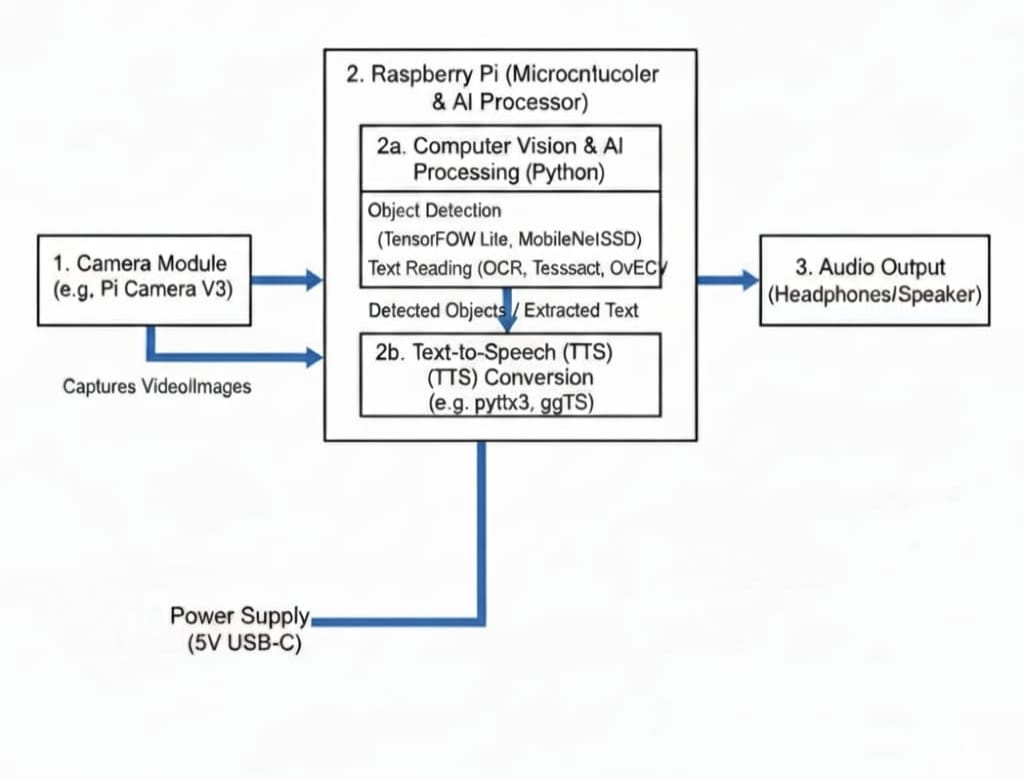 2. Raspberry Pi (Microcntucoler
& AI Processor)
2a. Computer Vision & AI
Processing (Python)
Object Detection
(TensorFOW Lite, MobileNeISSD)
Text Reading (OCR, Tesssact, OvECV
Detected Objects / Extracted Text
2b. Text-to-Speech (TTS)
(TTS) Conversion
(e.g. pyttx3, ggTS)
1. Camera Module
(e.g. Pi Camera V3)
Captures VideoIImages
3. Audio Output
(Headphones/Speaker)
Power Supply
(5V USB-C)